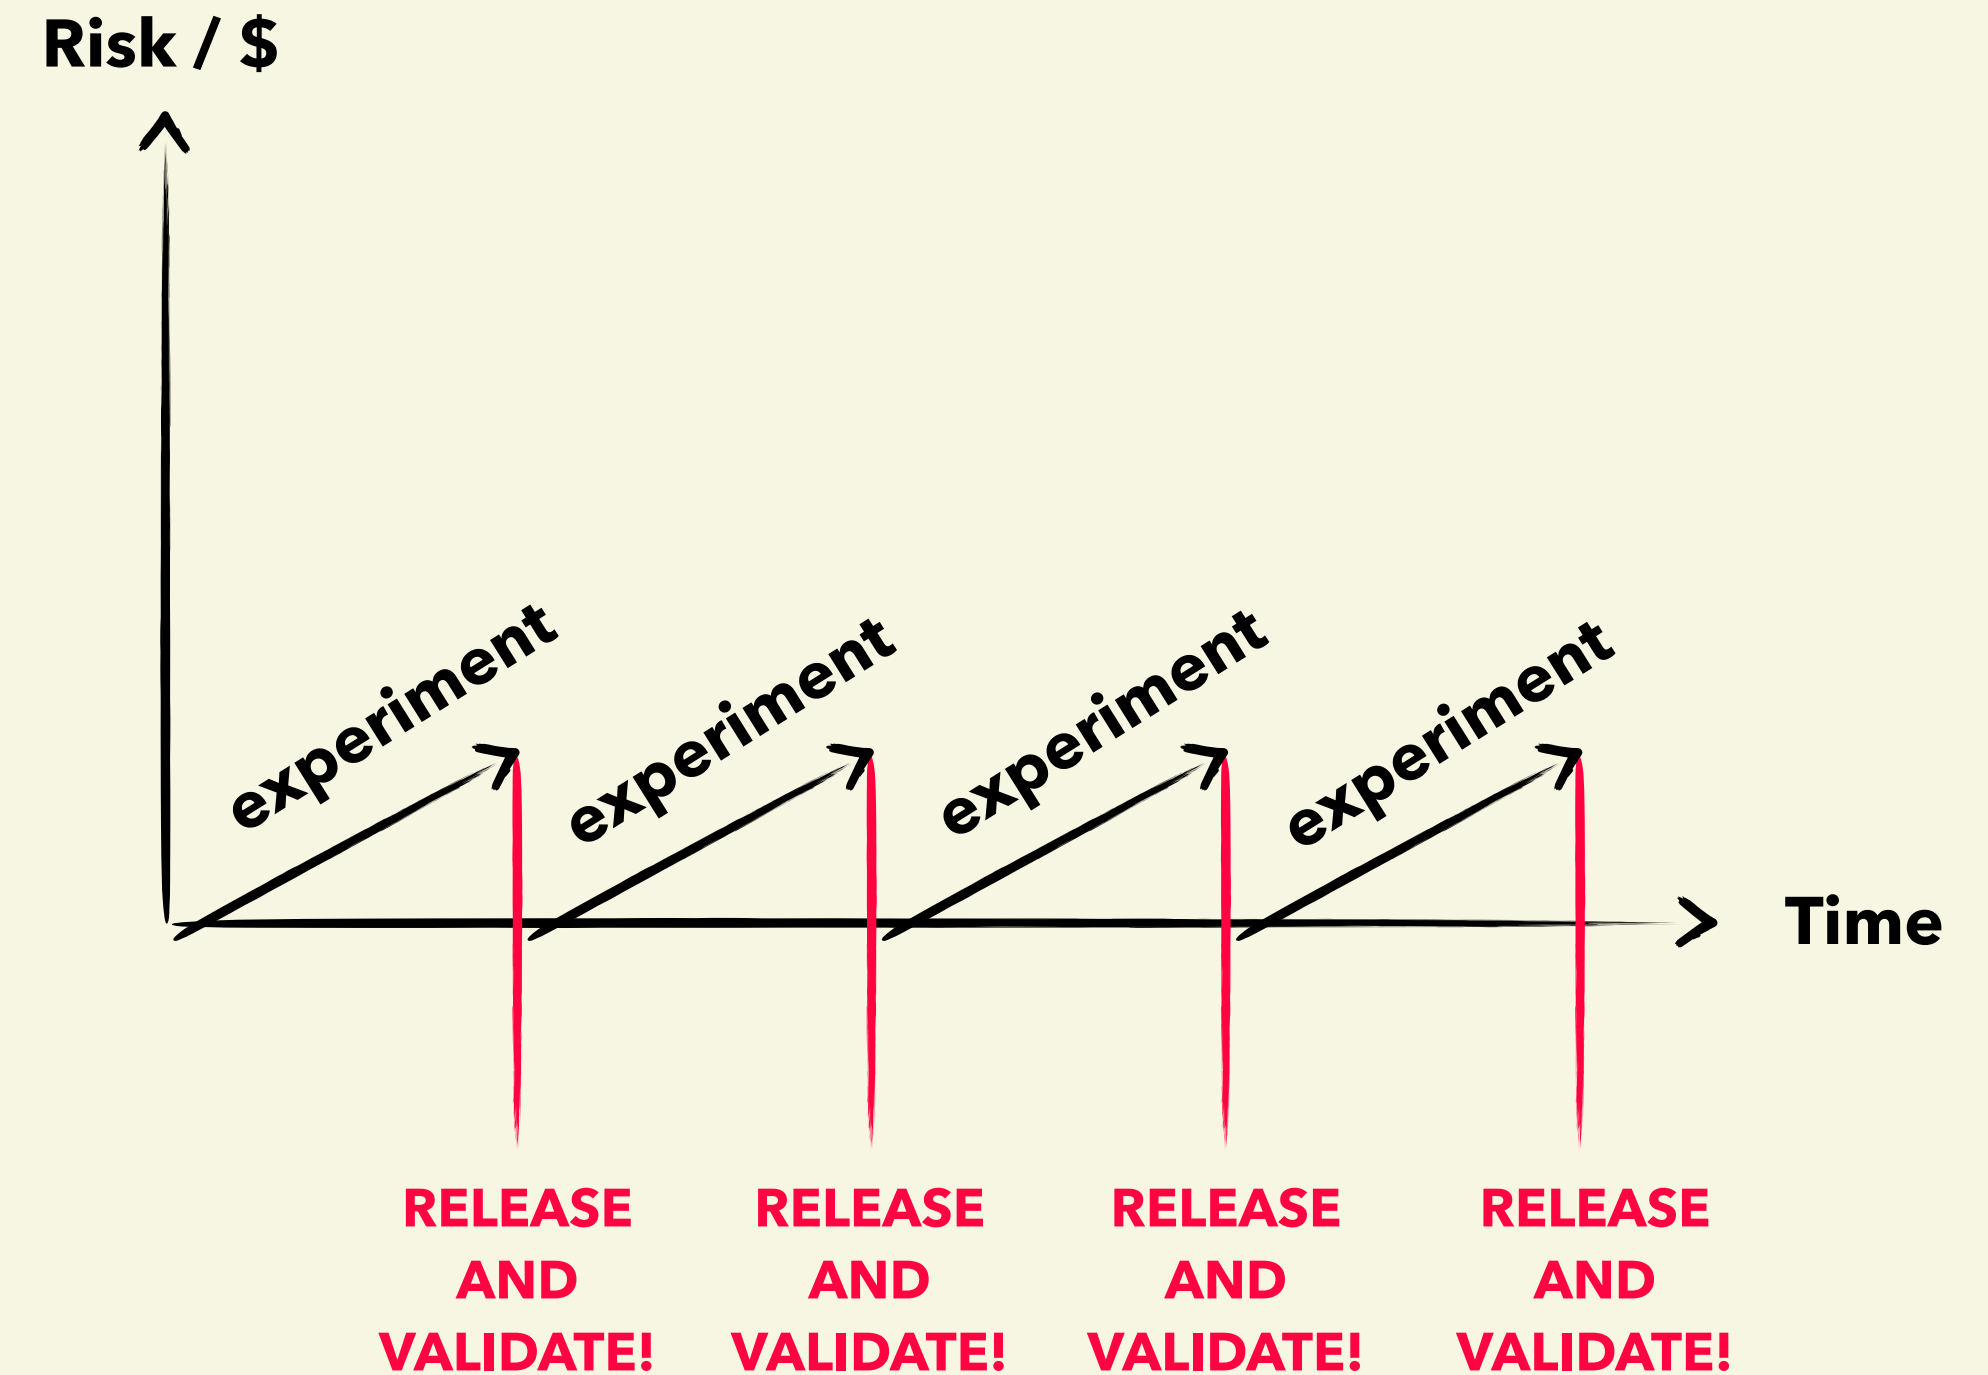 Risk / $
experiment
experiment
experiment
experiment
Time
RELEASE
AND
VALIDATE!
RELEASE
AND
VALIDATE!
RELEASE
AND
VALIDATE!
RELEASE
AND
VALIDATE!